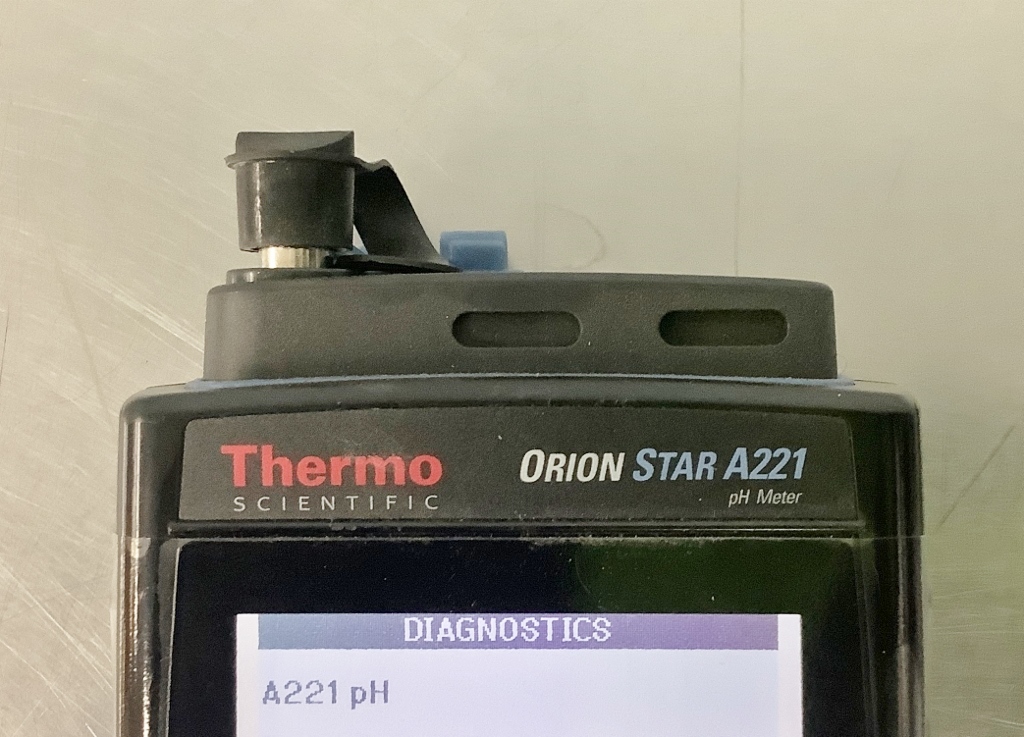 Thermo
SCIENTIFIC
ORION STAR A221
pH Meter
DIAGNOSTICS
A221 pH